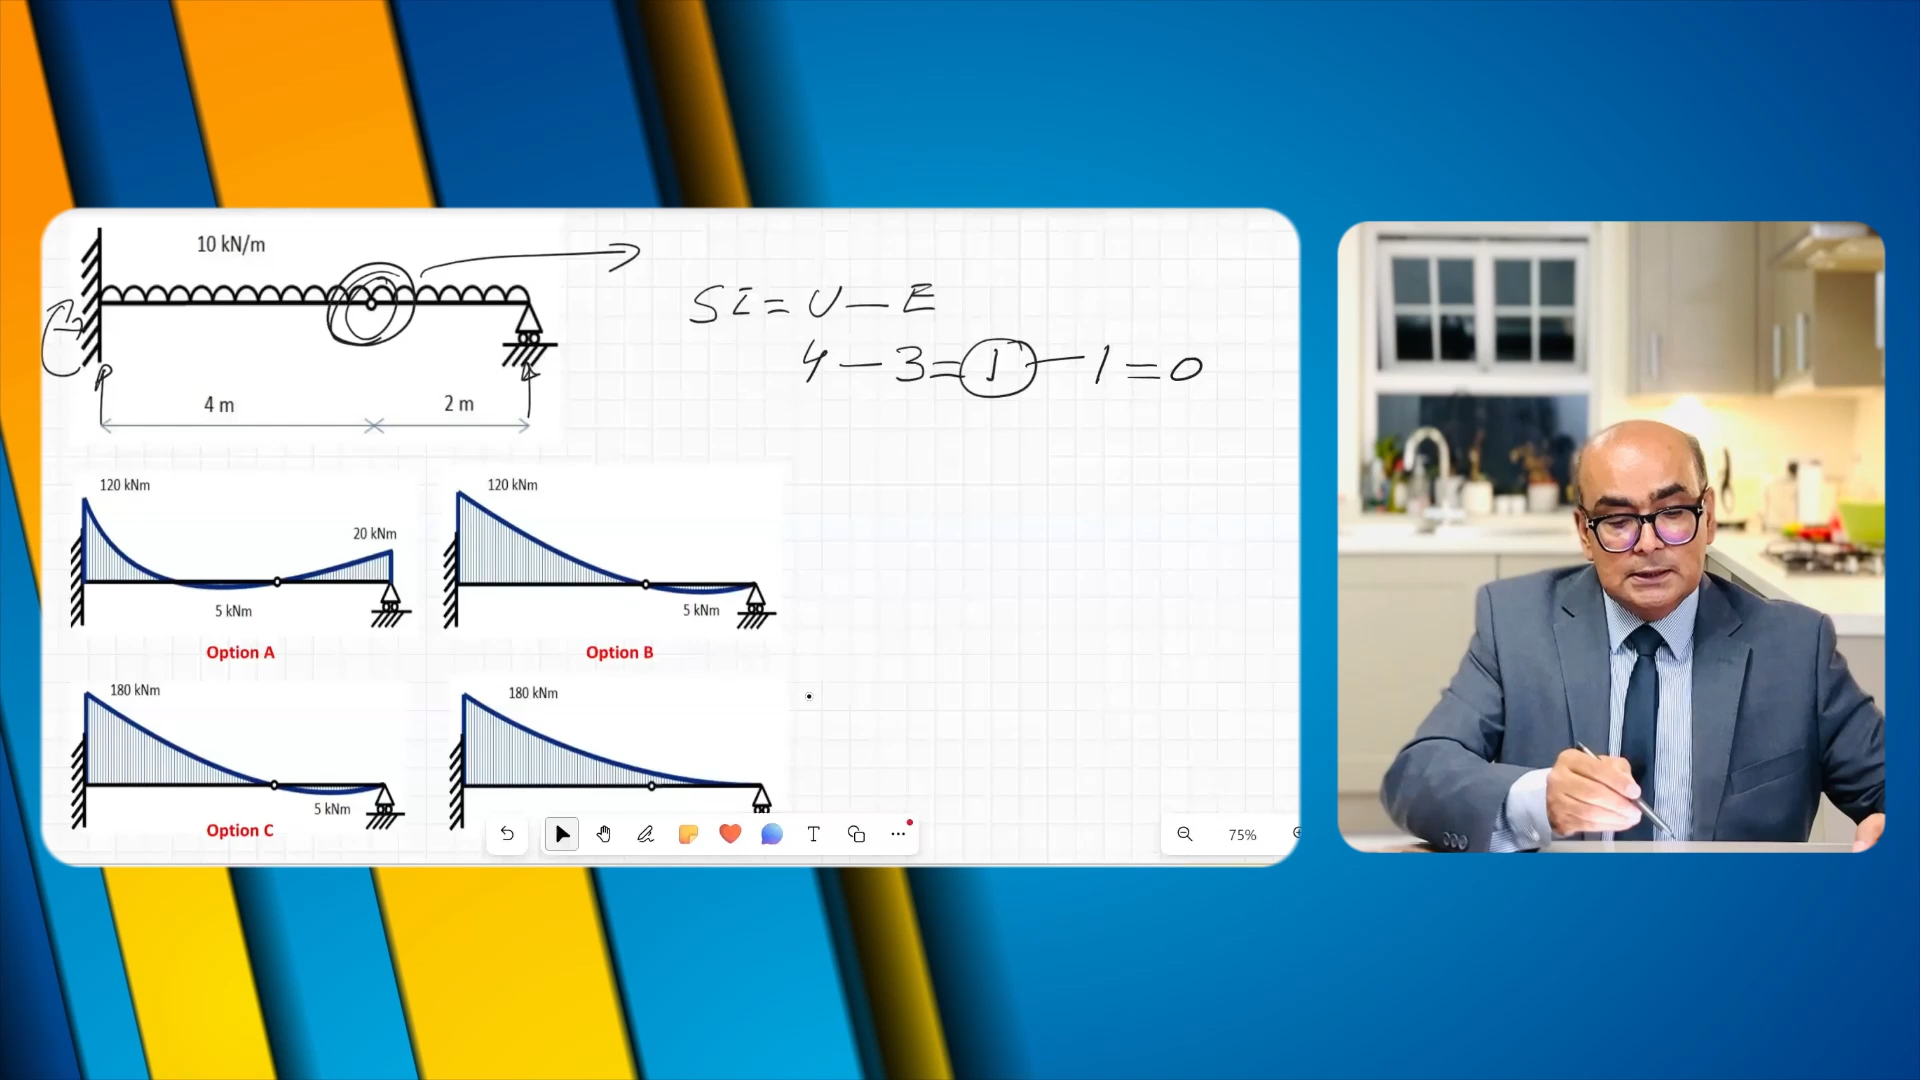 10 kN/m
SI = U — E
4 — 3 = 1 — 1 = 0
4 m
2 m
120 kNm
20 kNm
5 kNm
Option A
120 kNm
5 kNm
Option B
180 kNm
5 kNm
Option C
180 kNm
T
75%